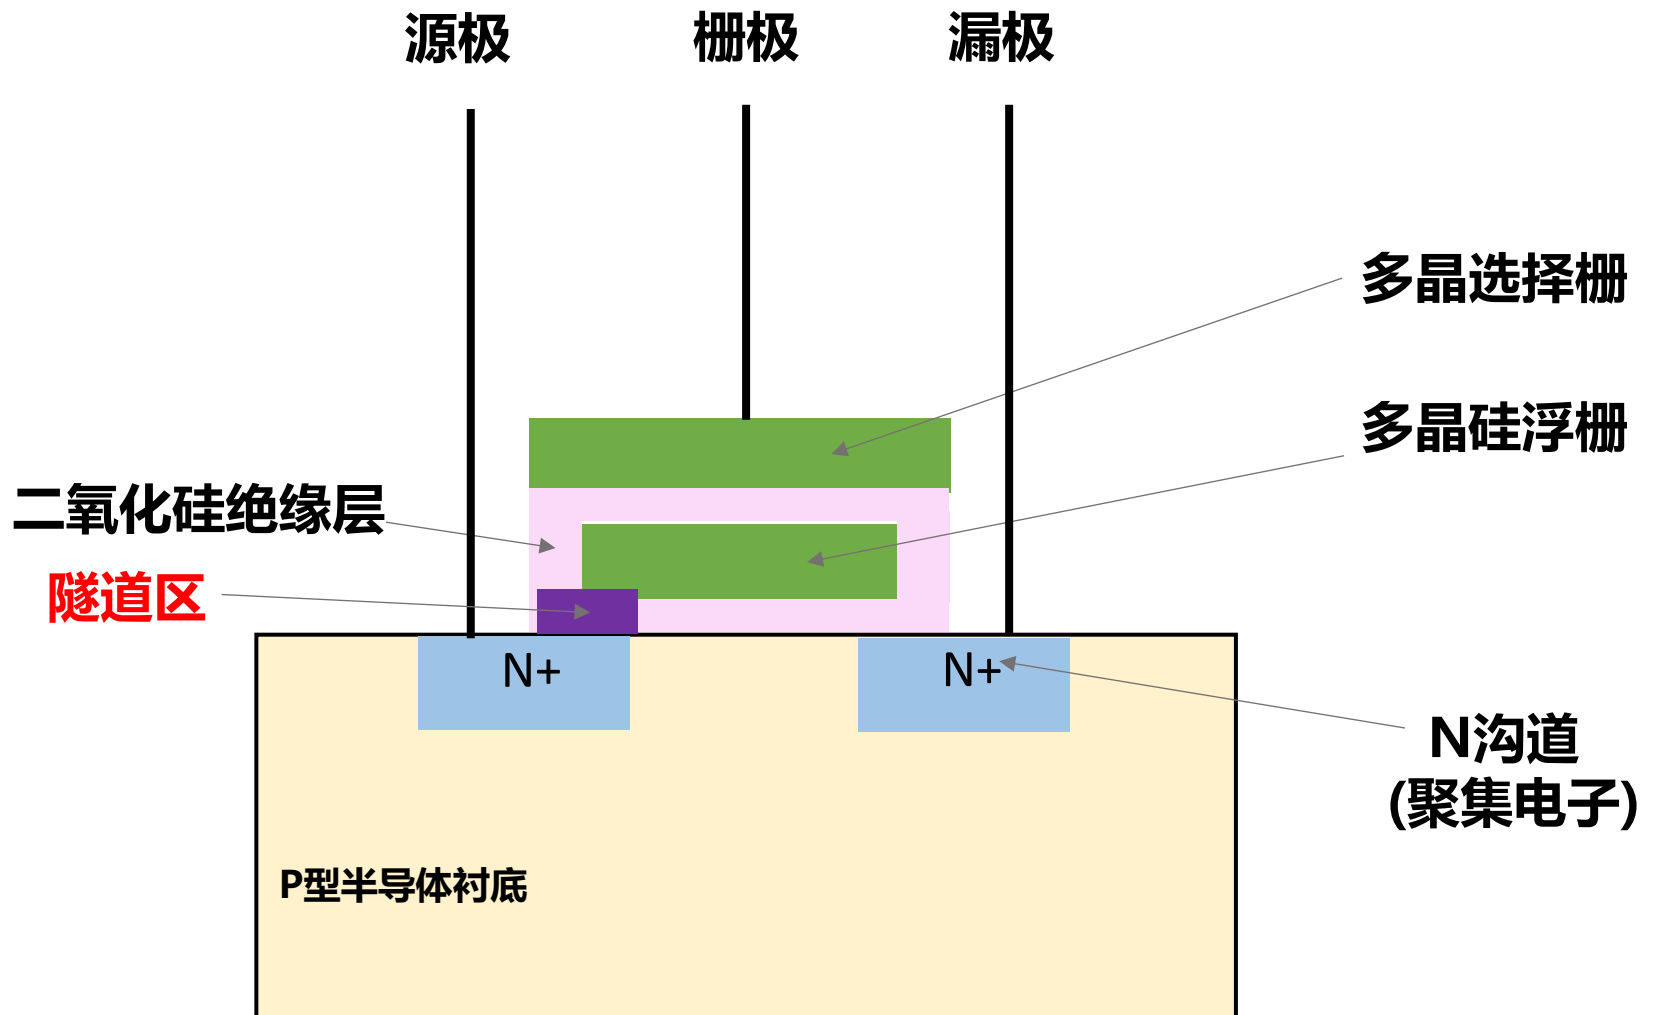 源极
栅极
漏极
多晶选择栅
多晶硅浮栅
二氧化硅绝缘层
隧道区
N+
N+
N沟道
(聚集电子)
P型半导体衬底